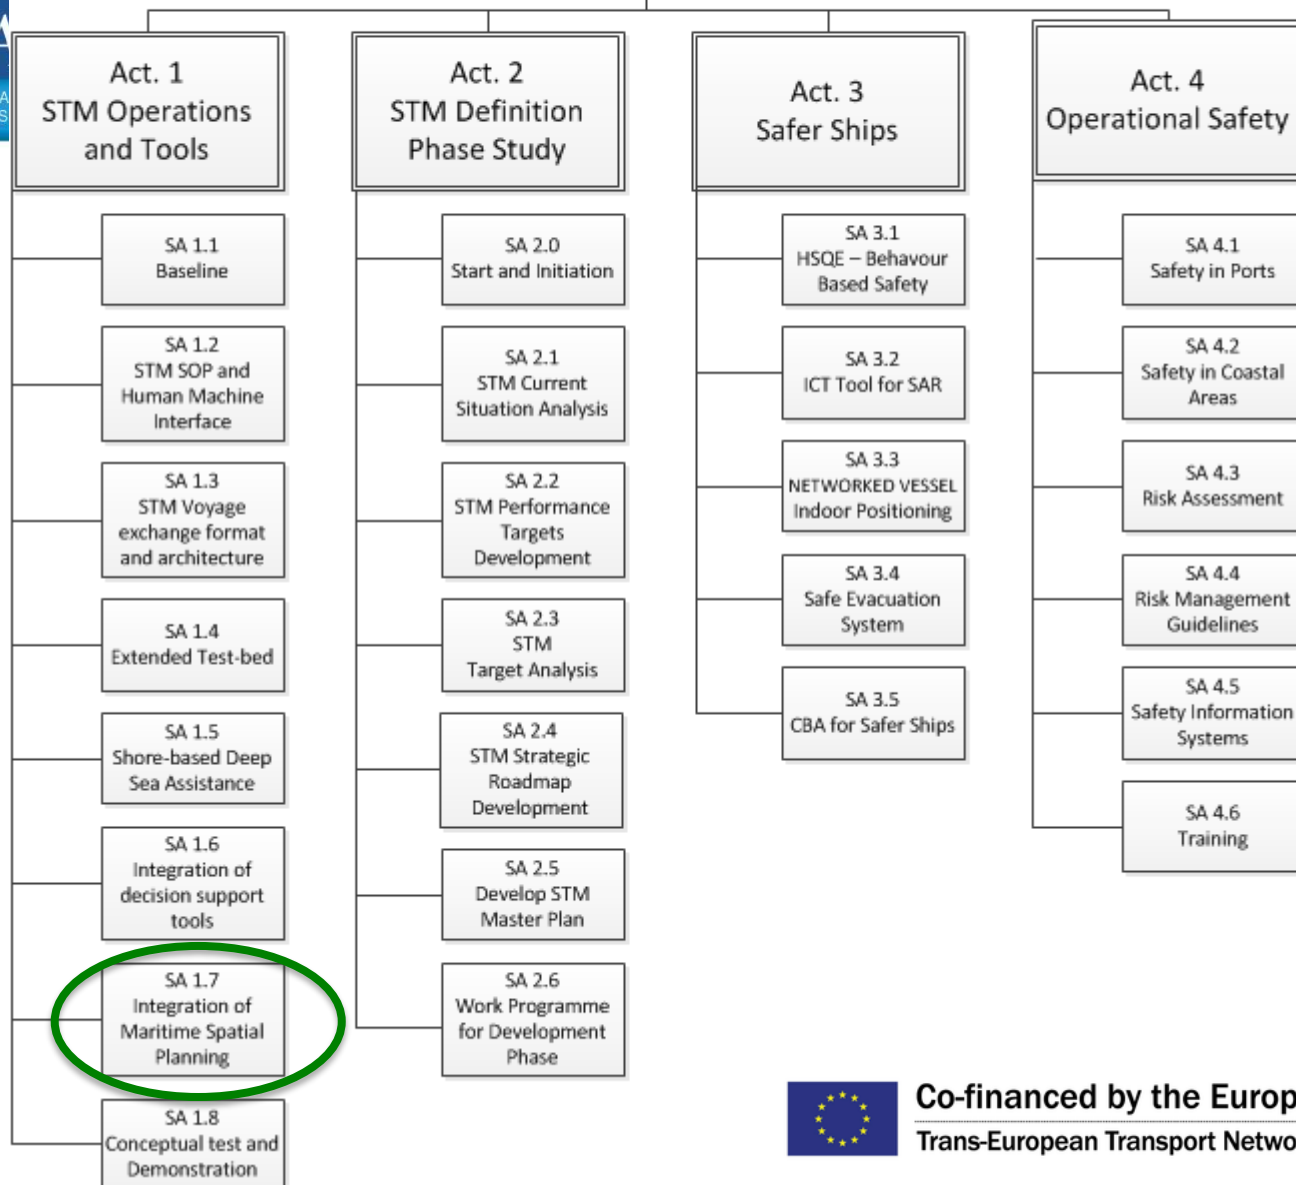 Act. 1
STM Operations
and Tools
SA 1.1
Baseline
SA 1.2
STM SOP and
Human Machine
Interface
SA 1.3
STM Voyage
exchange format
and architecture
SA 1.4
Extended Test-bed
SA 1.5
Shore-based Deep
Sea Assistance
SA 1.6
Integration of
decision support
tools
SA 1.7
Integration of
Maritime Spatial
Planning
SA 1.8
Conceptual test and
Demonstration
Act. 2
STM Definition
Phase Study
SA 2.0
Start and Initiation
SA 2.1
STM Current
Situation Analysis
SA 2.2
STM Performance
Targets
Development
SA 2.3
STM
Target Analysis
SA 2.4
STM Strategic
Roadmap
Development
SA 2.5
Develop STM
Master Plan
SA 2.6
Work Programme
for Development
Phase
Act. 3
Safer Ships
SA 3.1
HSQE – Behavour
Based Safety
SA 3.2
ICT Tool for SAR
SA 3.3
NETWORKED VESSEL
Indoor Positioning
SA 3.4
Safe Evacuation
System
SA 3.5
CBA for Safer Ships
Act. 4
Operational Safety
SA 4.1
Safety in Ports
SA 4.2
Safety in Coastal
Areas
SA 4.3
Risk Assessment
SA 4.4
Risk Management
Guidelines
SA 4.5
Safety Information
Systems
SA 4.6
Training
Co-financed by the Europ
Trans-European Transport Netwo